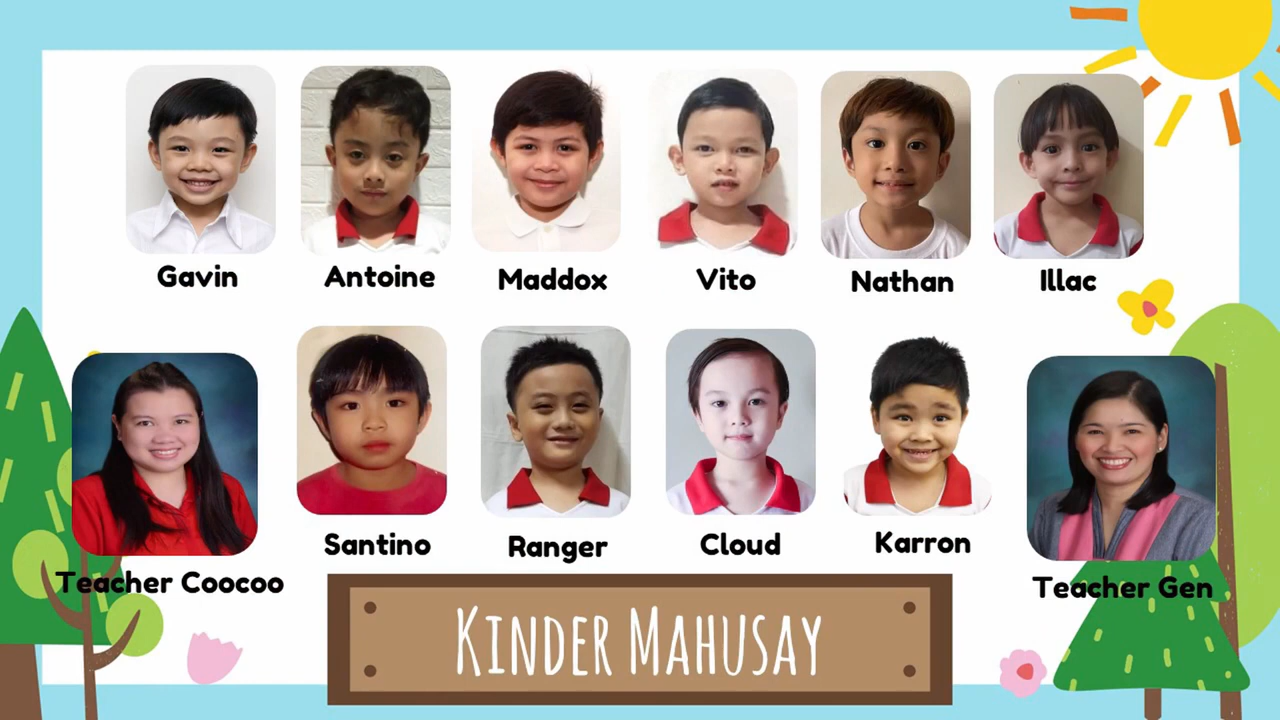 Gavin
Antoine
Maddox
Vito
Nathan
Illac
Teacher Coocoo
Santino
Ranger
Cloud
Karron
Teacher Gen
Kinder Mahusay